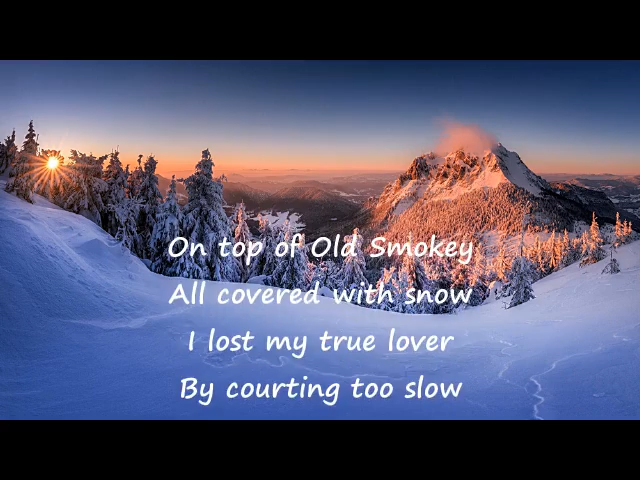 On top of Old Smokey
All covered with snow
I lost my true lover
By courting too slow